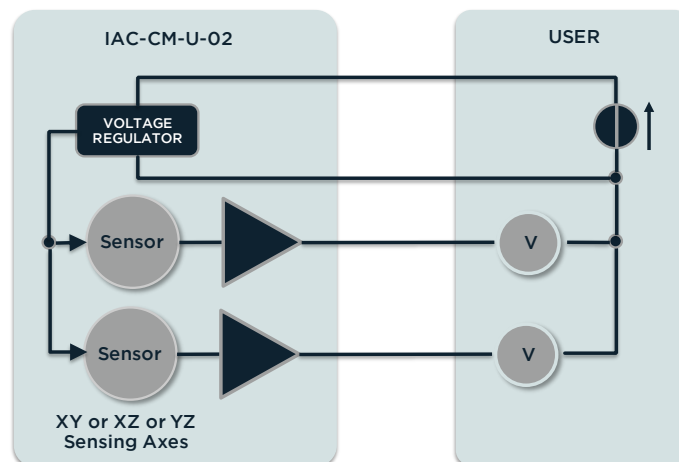 IAC-CM-U-02
USER
VOLTAGE
REGULATOR
Sensor
V
Sensor
V
XY or XZ or YZ
Sensing Axes